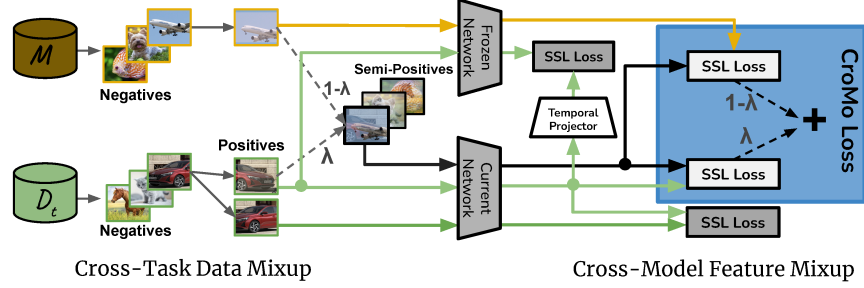 M
Negatives
Semi-Positives
Frozen
Network
SSL Loss
SSL Loss
1-λ
1-λ
Temporal
Projector
+
CroMo Loss
Positives
λ
λ
D_t
Negatives
Current
Network
SSL Loss
SSL Loss
Cross-Task Data Mixup
Cross-Model Feature Mixup